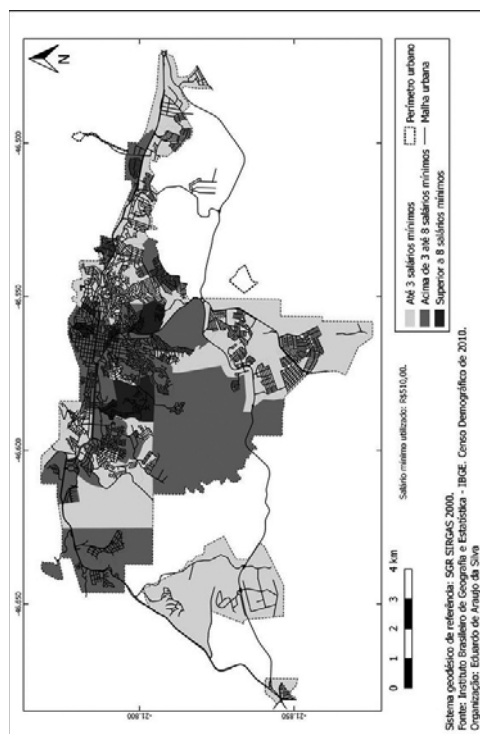 N
-46.500
-46.550
-46.600
-46.650
-21.800
-21.850
0 1 2 3 4 km
Salário mínimo utilizado: R$510,00.
Até 3 salários mínimos
Acima de 3 até 8 salários mínimos
Superior a 8 salários mínimos
Perímetro urbano
Malha urbana
Sistema geodésico de referência: SGR SIRGAS 2000.
Fonte: Instituto Brasileiro de Geografia e Estatística - IBGE. Censo Demográfico de 2010.
Organização: Eduardo de Araujo da Silva